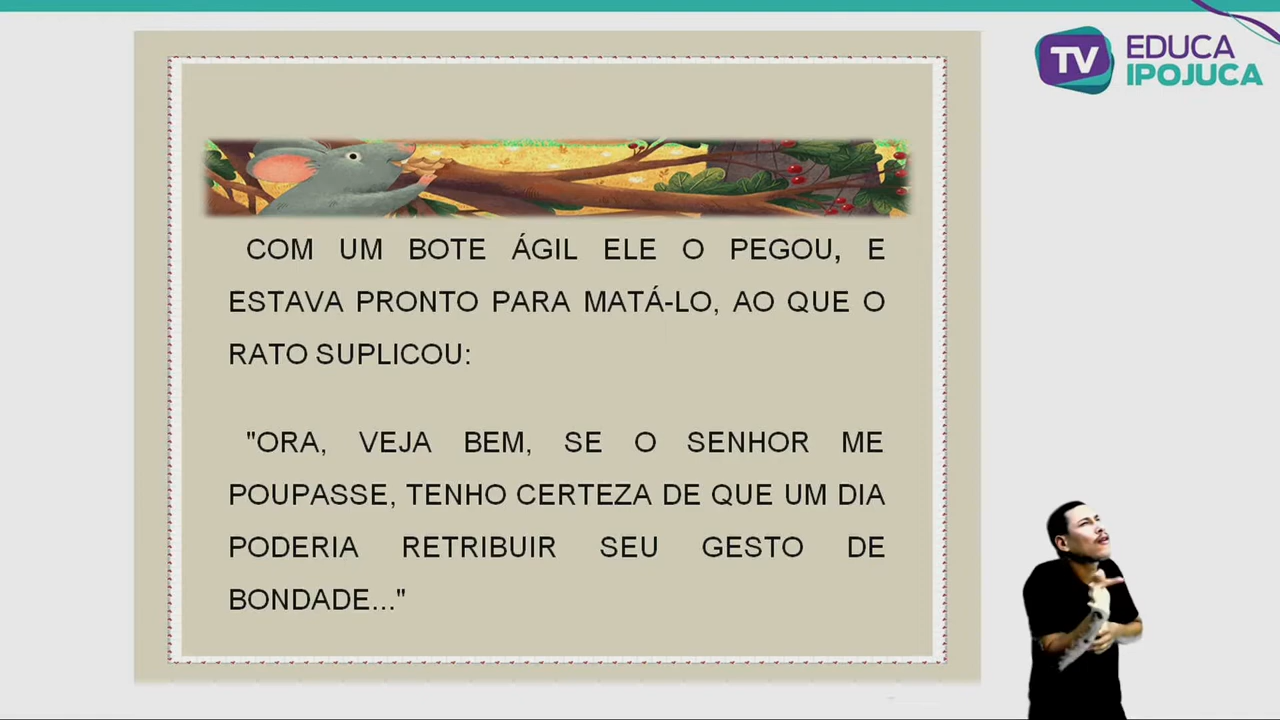 TV EDUCA
IPOJUCA
COM UM BOTE ÁGIL ELE O PEGOU, E
ESTAVA PRONTO PARA MATÁ-LO, AO QUE O
RATO SUPLICOU:
"ORA, VEJA BEM, SE O SENHOR ME
POUPASSE, TENHO CERTEZA DE QUE UM DIA
PODERIA RETRIBUIR SEU GESTO DE
BONDADE..."